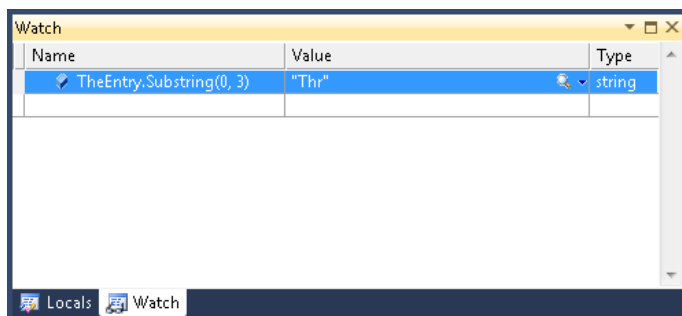 Watch
Name Value Type
TheEntry.Substring(0, 3) "Thr" string
Locals Watch